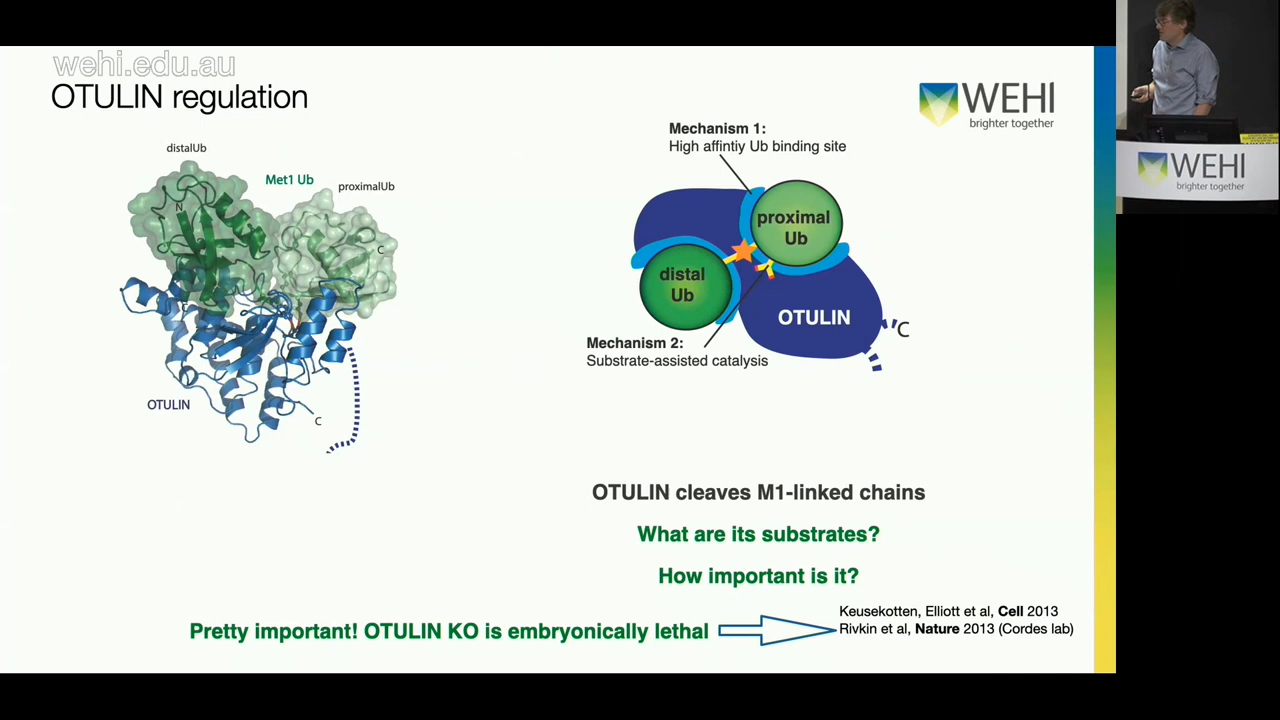 wehi.edu.au
OTULIN regulation
WEHI
brighter together
distalUb
Met1 Ub
proximalUb
N
C
OTULIN
C
Mechanism 1:
High affintiy Ub binding site
proximal
Ub
distal
Ub
OTULIN
C
Mechanism 2:
Substrate-assisted catalysis
OTULIN cleaves M1-linked chains
What are its substrates?
How important is it?
Pretty important! OTULIN KO is embryonically lethal
Keusekotten, Elliott et al, Cell 2013
Rivkin et al, Nature 2013 (Cordes lab)
WEHI
brighter together